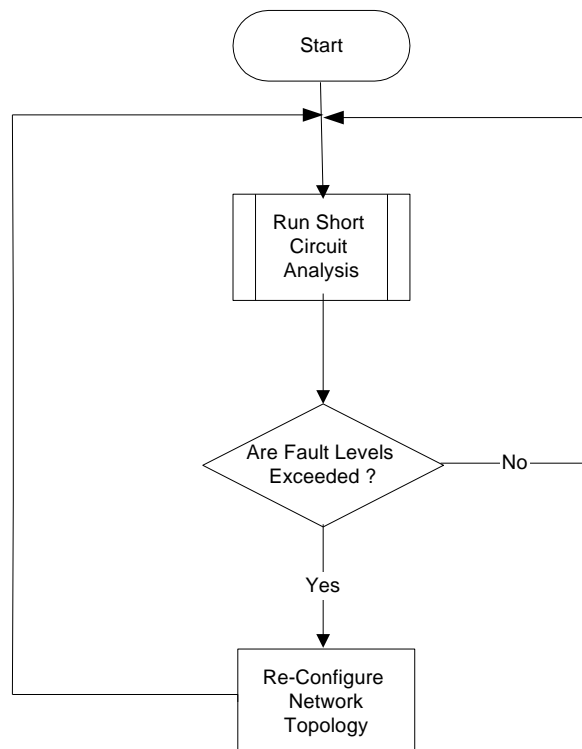 Start
Run Short
Circuit
Analysis
Are Fault Levels
Exceeded ?
No
Yes
Re-Configure
Network
Topology